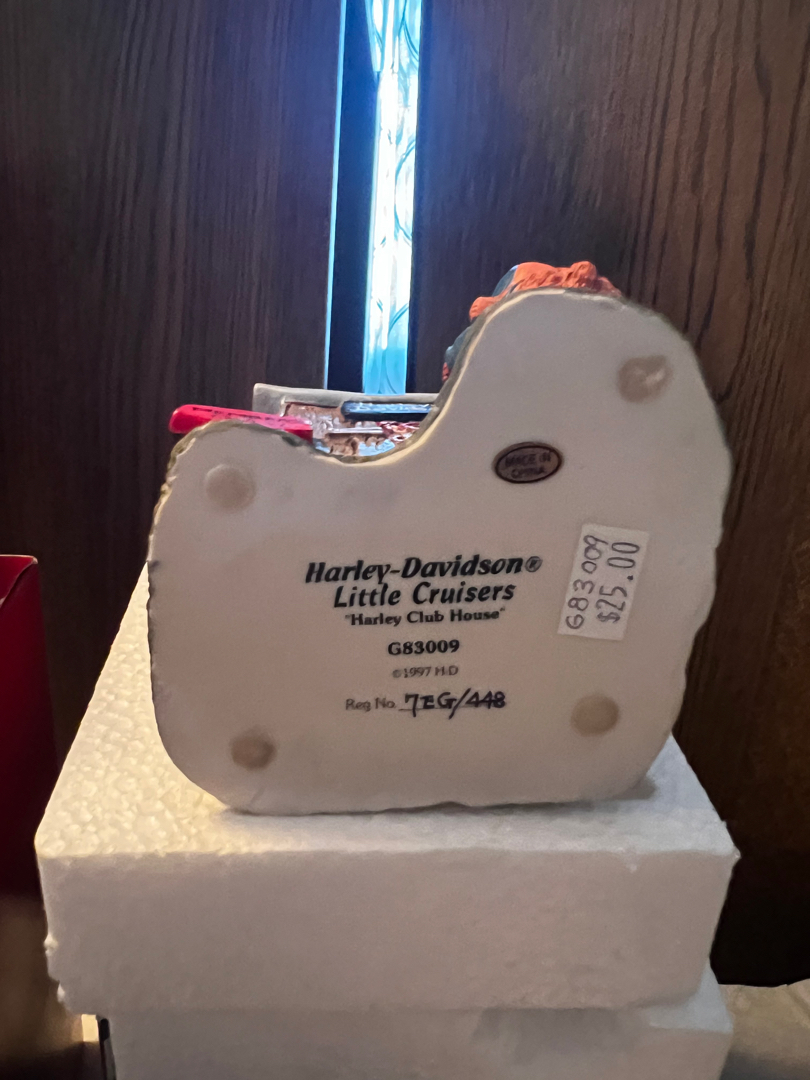 MADE IN
CHINA
Harley-Davidson®
Little Cruisers
"Harley Club House"
G83009
©1997 H-D
Reg No. 7EG/448
G83009
$25.00